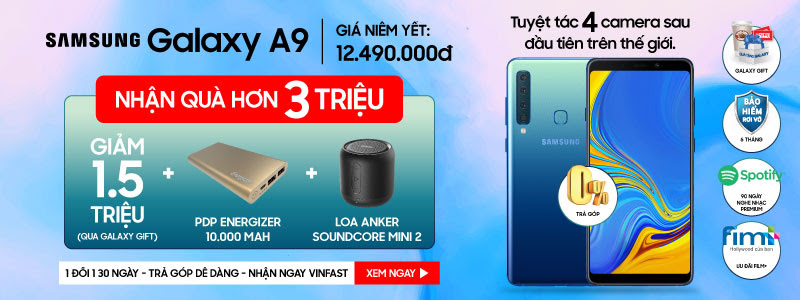 SAMSUNG Galaxy A9
GIÁ NIÊM YẾT:
12.490.000đ
NHẬN QUÀ HƠN 3 TRIỆU
GIẢM
1.5
TRIỆU
(QUA GALAXY GIFT)
+
PDP ENERGIZER
10.000 MAH
+
LOA ANKER
SOUNDCORE MINI 2
1 ĐỔI 1 30 NGÀY - TRẢ GÓP DỄ DÀNG - NHẬN NGAY VINFAST
XEM NGAY
Tuyệt tác 4 camera sau
đầu tiên trên thế giới.
SAMSUNG
0%
TRẢ GÓP
GALAXY GIFT
BẢO
HIỂM
RƠI VỠ
6 THÁNG
Spotify
90 NGÀY
NGHE NHẠC
PREMIUM
film+
Hollywood của bạn
ƯU ĐÃI FILM+